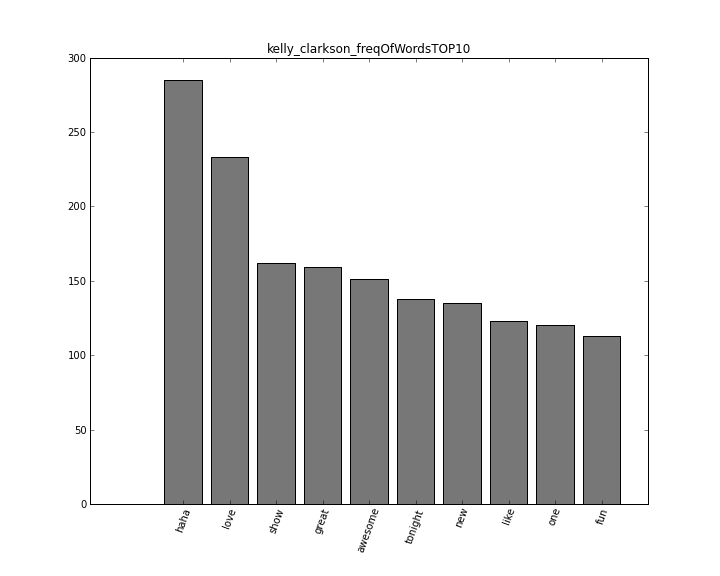 kelly_clarkson_freqOfWordsTOP10
300
250
200
150
100
50
0
haha
love
show
great
awesome
tonight
new
like
one
fun